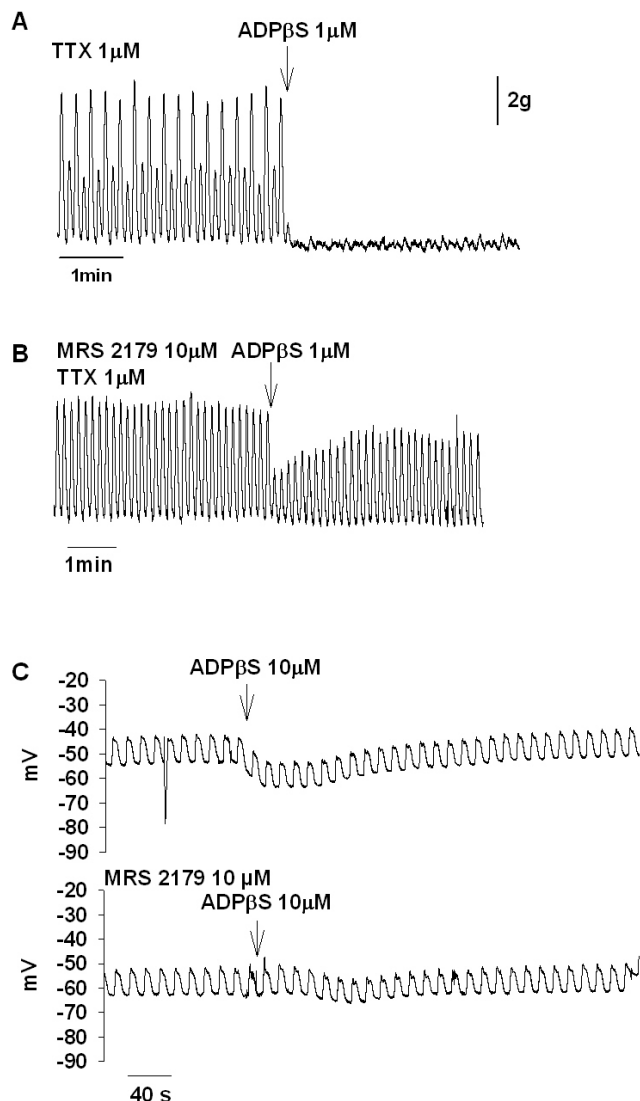 A
ADPβS 1μM
TTX 1μM
2g
1min
B
MRS 2179 10μM ADPβS 1μM
TTX 1μM
1min
C
ADPβS 10μM
-20
-30
-40
-50
-60
-70
-80
-90
mV
MRS 2179 10 μM
ADPβS 10μM
-20
-30
-40
-50
-60
-70
-80
-90
mV
40 s